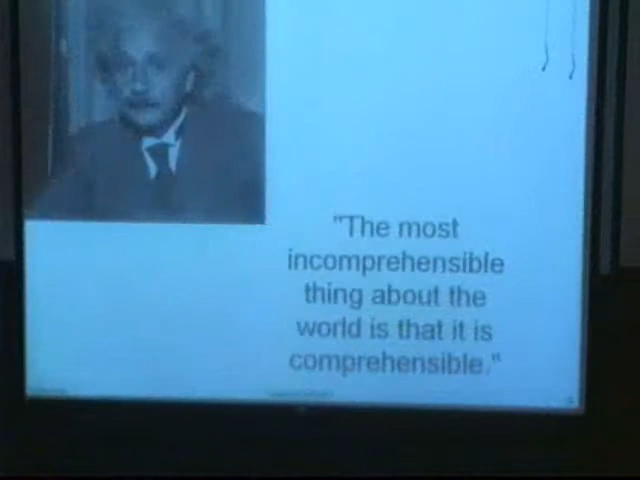 "The most
incomprehensible
thing about the
world is that it is
comprehensible."